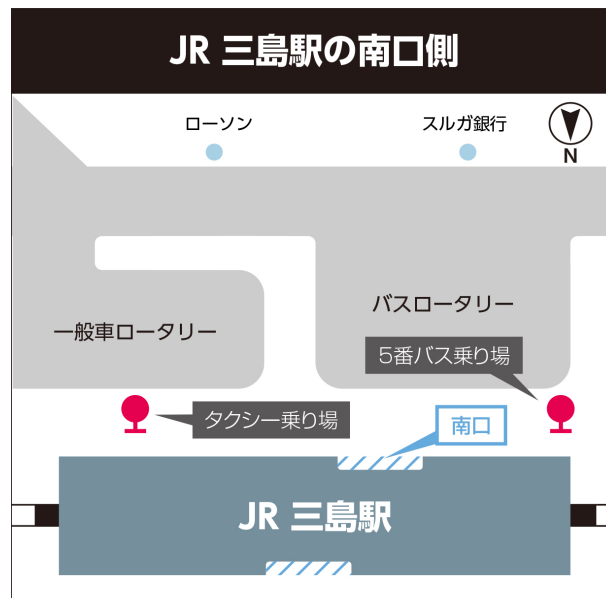 JR 三島駅の南口側
ローソン
スルガ銀行
N
バスロータリー
一般車ロータリー
5番バス乗り場
タクシー乗り場
南口
JR 三島駅